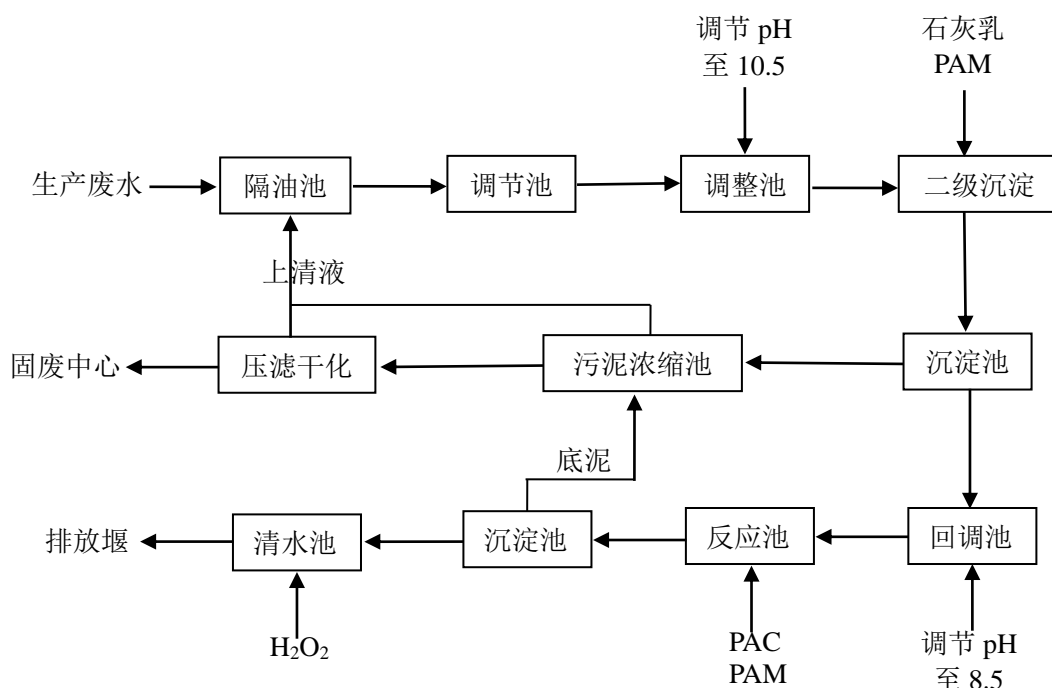 调节 pH
至 10.5
石灰乳
PAM
生产废水
隔油池
调节池
调整池
二级沉淀
上清液
固废中心
压滤干化
污泥浓缩池
沉淀池
底泥
排放堰
清水池
沉淀池
反应池
回调池
H₂O₂
PAC
PAM
调节 pH
至 8.5